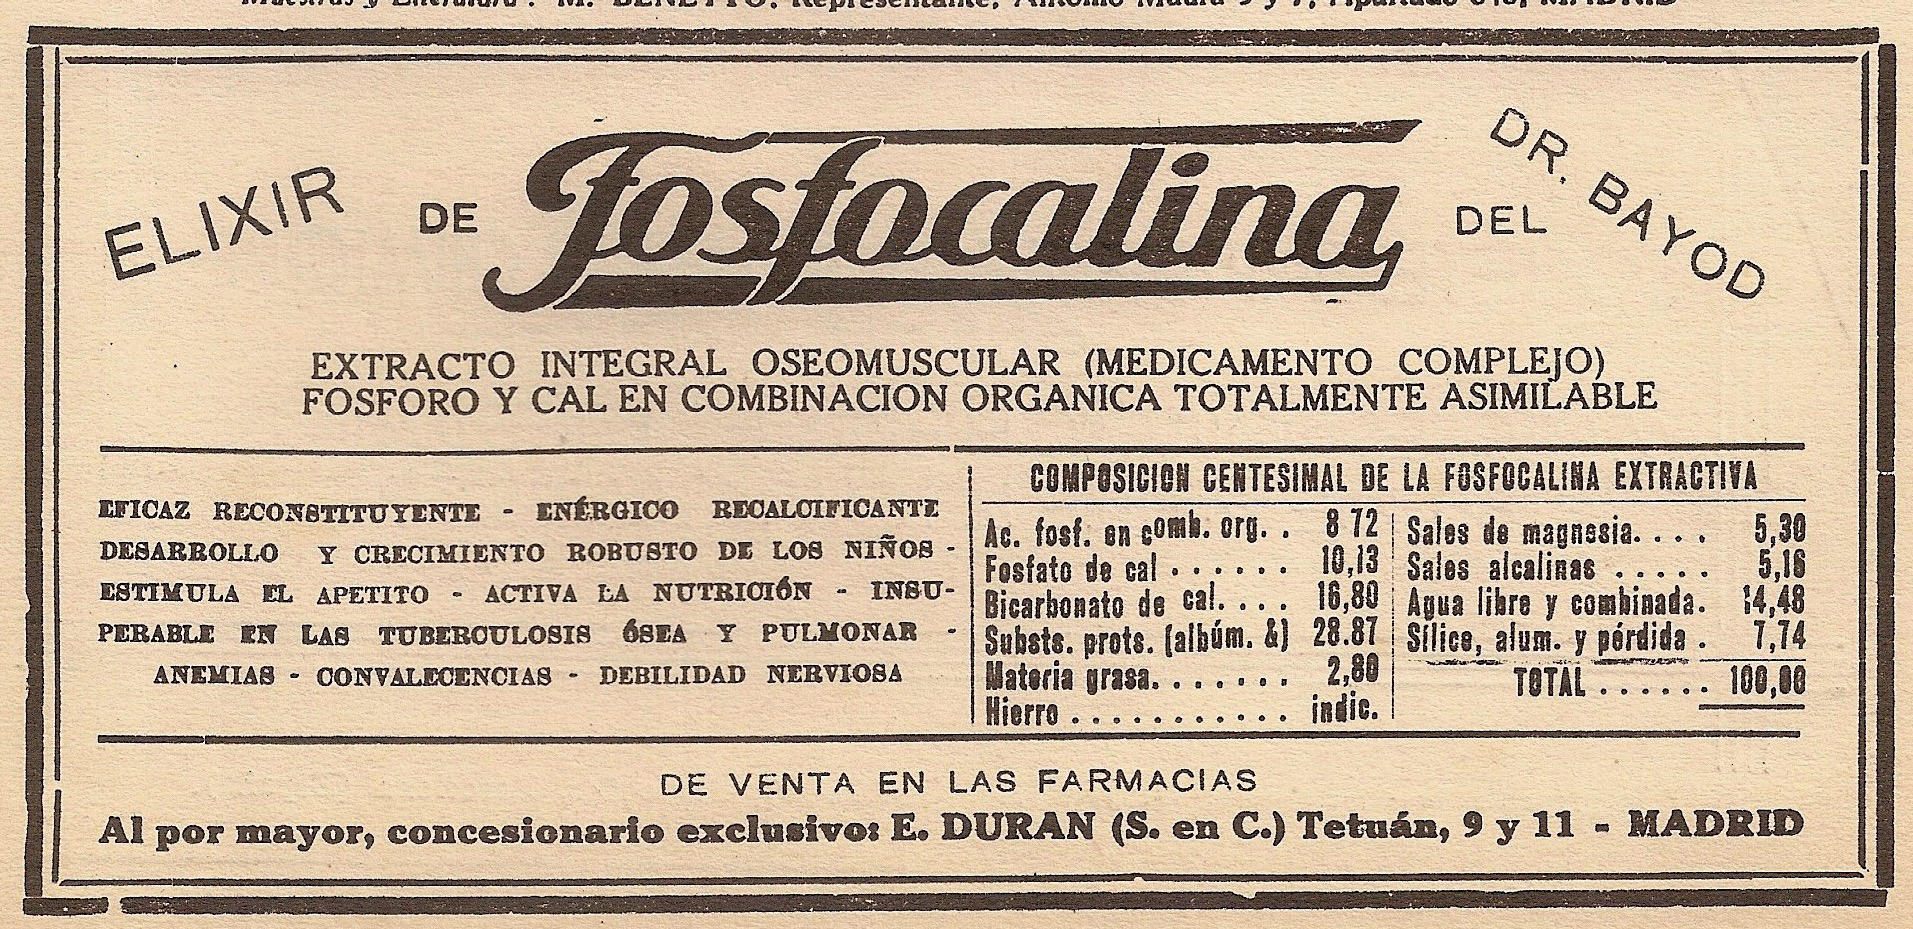 M. BENETTO, Representante, Antonio Maura
ELIXIR DE Fosfocalina DEL DR. BAYOD
EXTRACTO INTEGRAL OSEOMUSCULAR (MEDICAMENTO COMPLEJO)
FOSFORO Y CAL EN COMBINACION ORGANICA TOTALMENTE ASIMILABLE
EFICAZ RECONSTITUYENTE - ENÉRGICO RECALCIFICANTE
DESARROLLO Y CRECIMIENTO ROBUSTO DE LOS NIÑOS -
ESTIMULA EL APETITO - ACTIVA LA NUTRICIÓN - INSU-
PERABLE EN LAS TUBERCULOSIS ÓSEA Y PULMONAR -
ANEMIAS - CONVALECENCIAS - DEBILIDAD NERVIOSA
COMPOSICION CENTESIMAL DE LA FOSFOCALINA EXTRACTIVA
Ac. fosf. en comb. org. . 8 72
Fosfato de cal . . . . . . 10,13
Bicarbonato de cal. . . . 16,80
Substs. prots. (albúm. &) 28.87
Materia grasa. . . . . . . 2,80
Hierro . . . . . . . . . . . indic.
Sales de magnesia. . . . 5,30
Sales alcalinas . . . . . 5,16
Agua libre y combinada. 14,48
Sílice, alum. y pérdida . 7,74
TOTAL . . . . . . 100,00
DE VENTA EN LAS FARMACIAS
Al por mayor, concesionario exclusivo: E. DURAN (S. en C.) Tetuán, 9 y 11 - MADRID